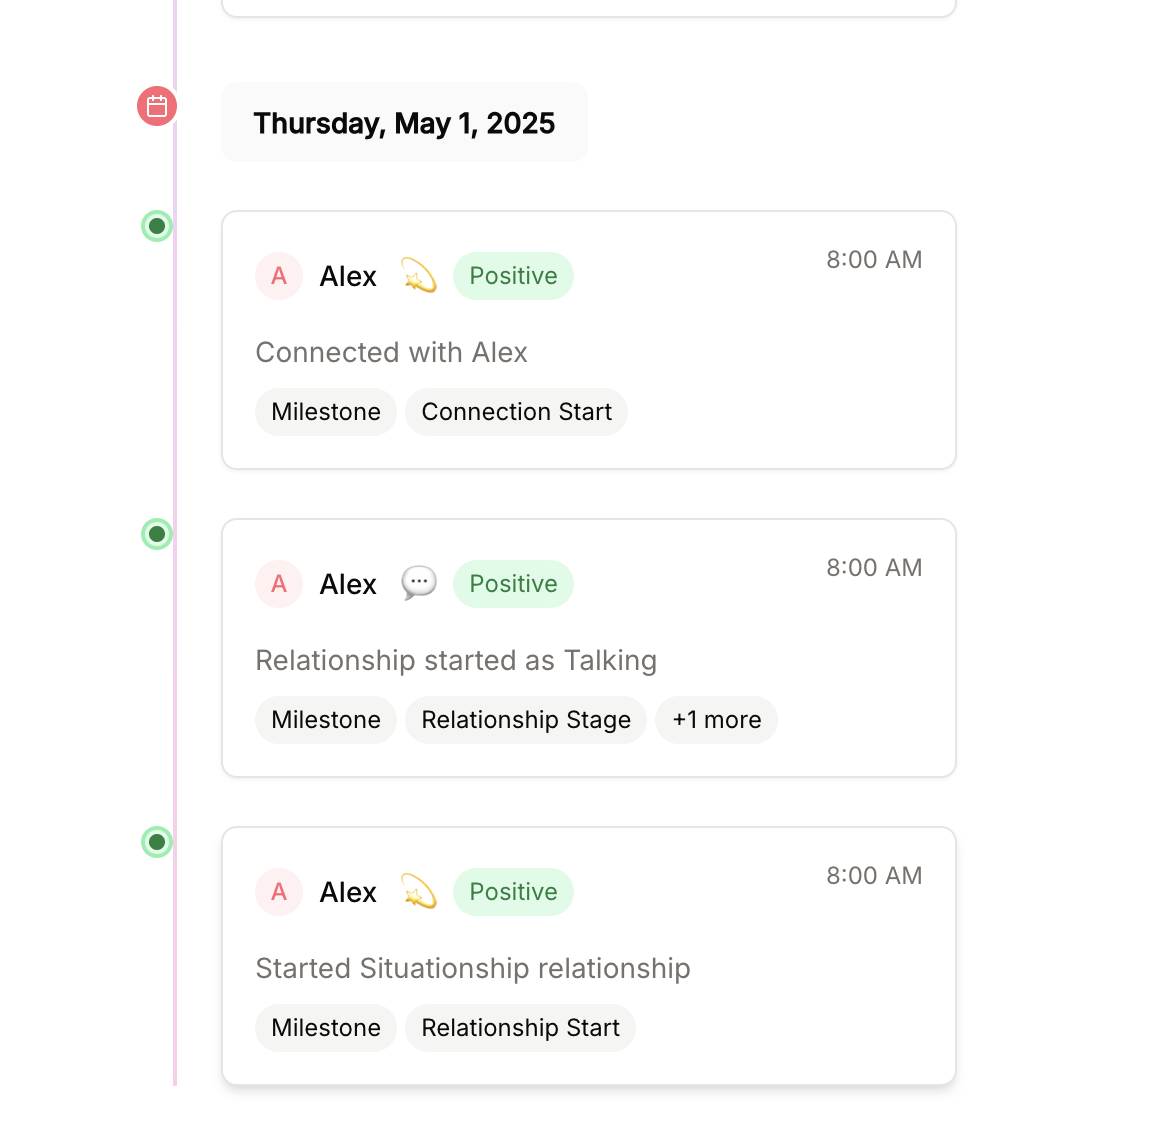 Thursday, May 1, 2025
A Alex 💫 Positive 8:00 AM
Connected with Alex
Milestone Connection Start
A Alex 💬 Positive 8:00 AM
Relationship started as Talking
Milestone Relationship Stage +1 more
A Alex 💫 Positive 8:00 AM
Started Situationship relationship
Milestone Relationship Start